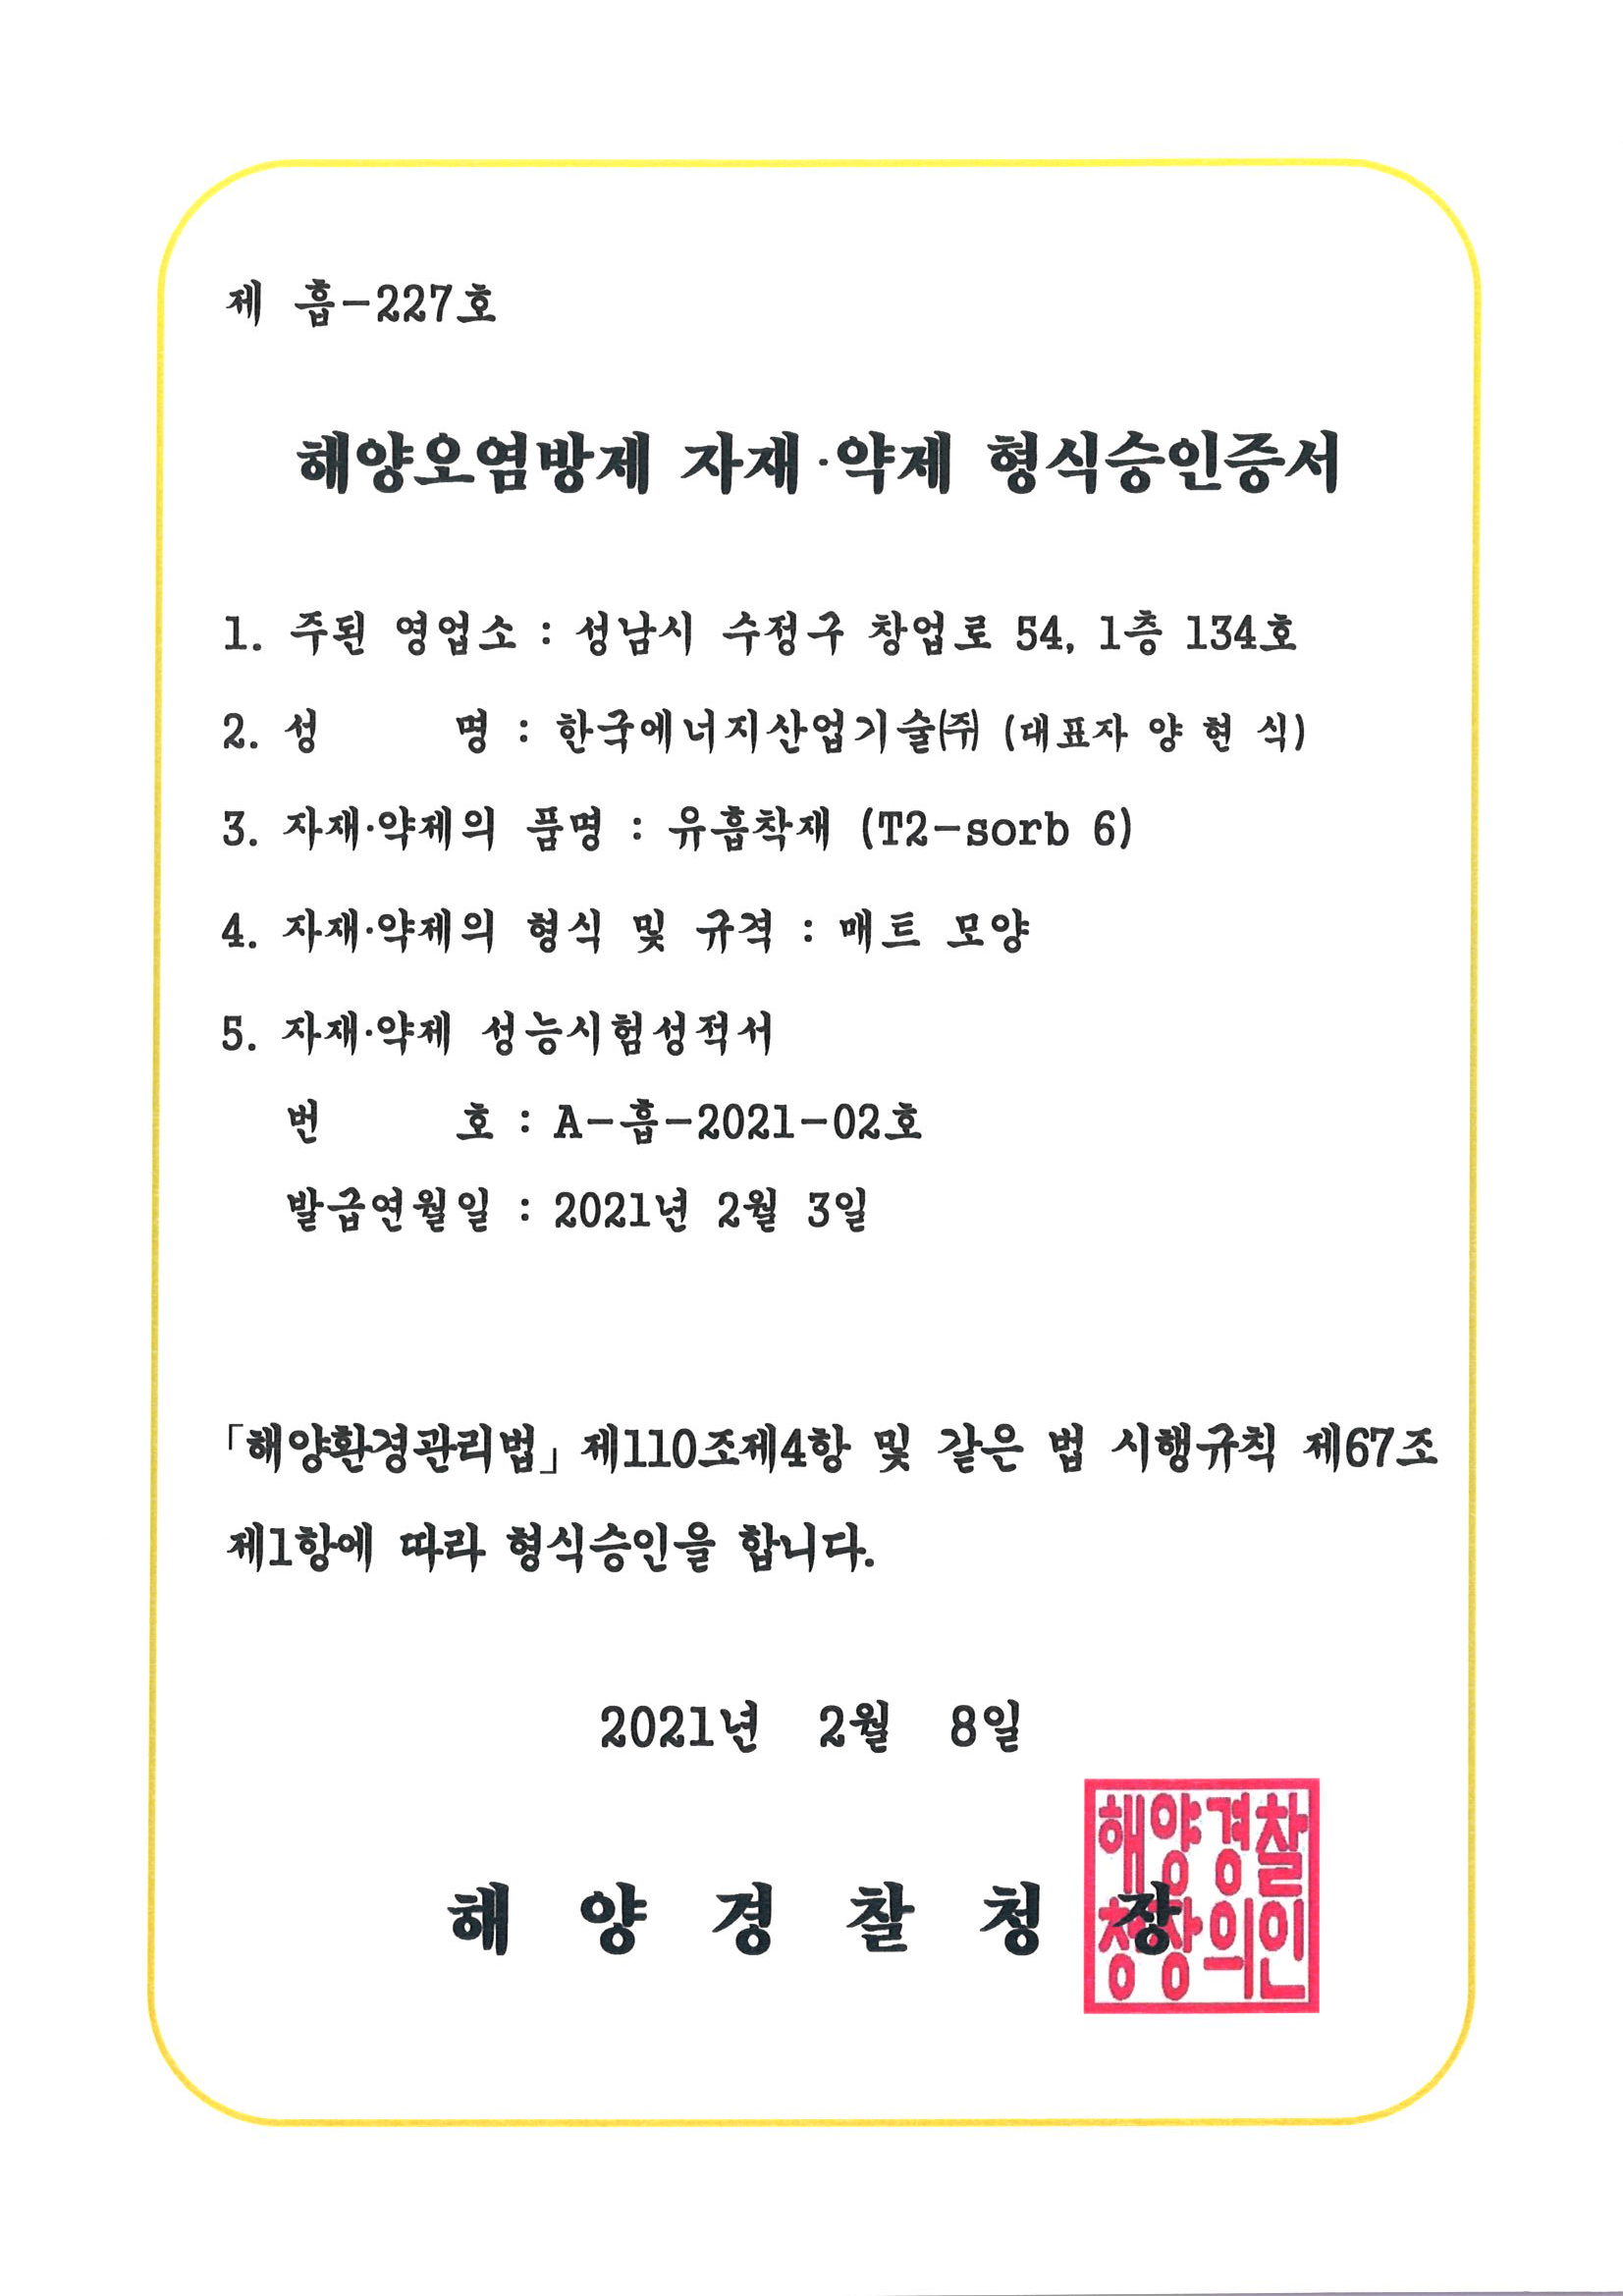 제 흡-227호
해양오염방제 자재·약제 형식승인증서
1. 주된 영업소 : 성남시 수정구 창업로 54, 1층 134호
2. 성 명 : 한국에너지산업기술㈜ (대표자 양 현 식)
3. 자재·약제의 품명 : 유흡착재 (T2-sorb 6)
4. 자재·약제의 형식 및 규격 : 매트 모양
5. 자재·약제 성능시험성적서
번 호 : A-흡-2021-02호
발급연월일 : 2021년 2월 3일
「해양환경관리법」 제110조제4항 및 같은 법 시행규칙 제67조
제1항에 따라 형식승인을 합니다.
2021년 2월 8일
해 양 경 찰 청 장
해양경찰
청장의인